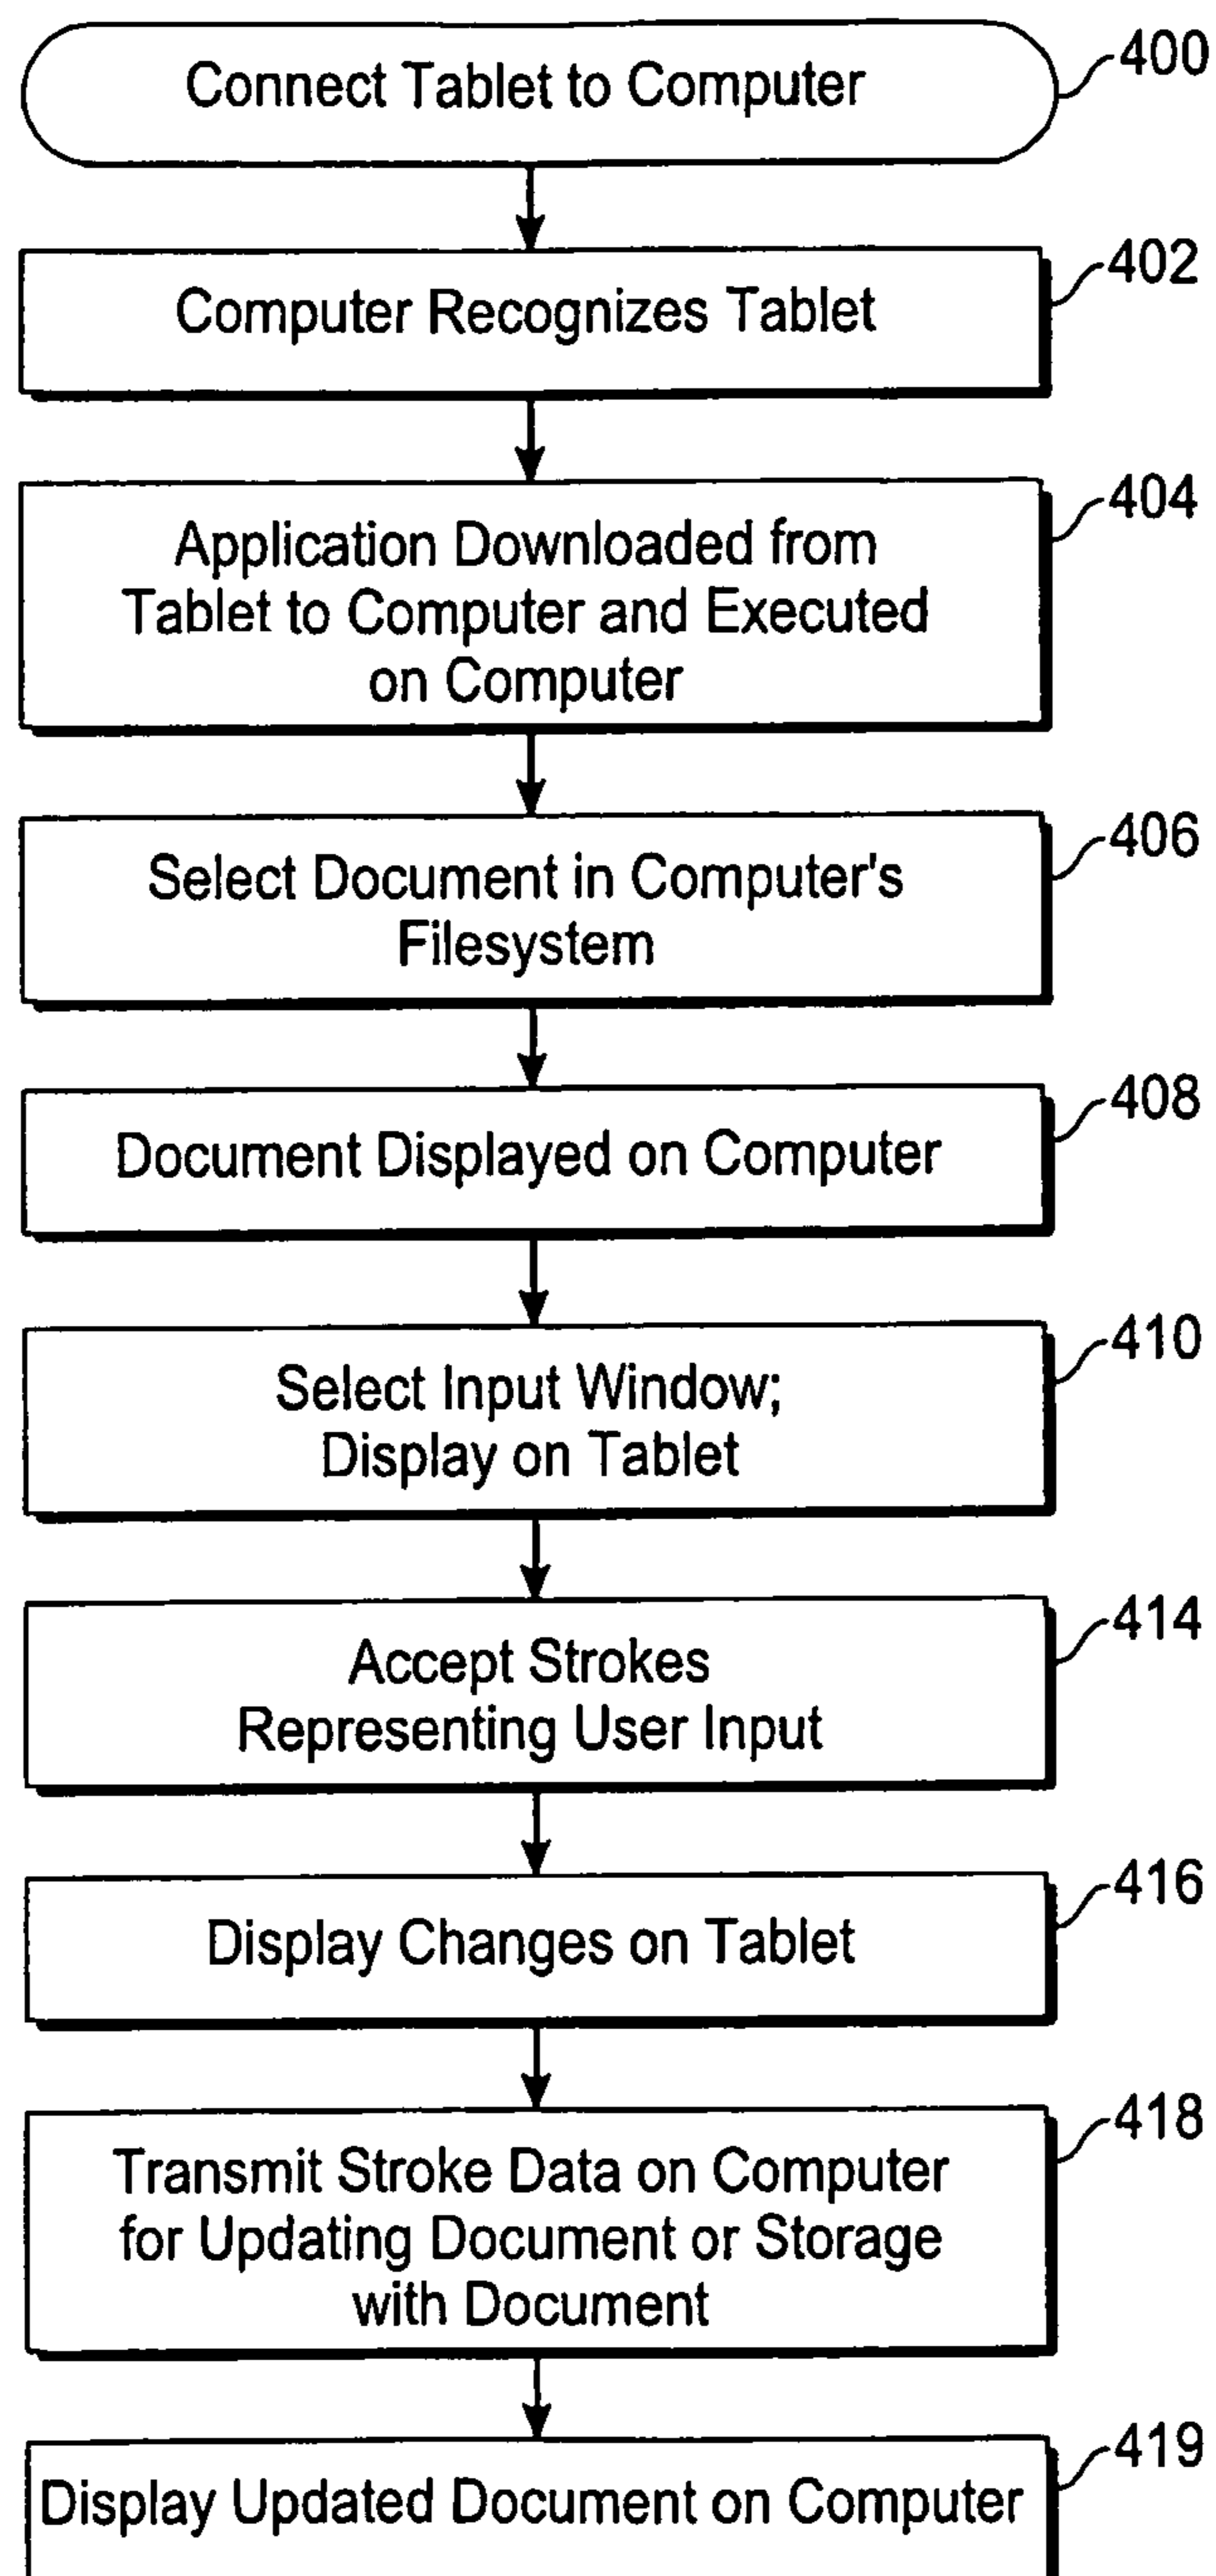 Connect Tablet to Computer
400
Computer Recognizes Tablet
402
Application Downloaded from
Tablet to Computer and Executed
on Computer
404
Select Document in Computer's
Filesystem
406
Document Displayed on Computer
408
Select Input Window;
Display on Tablet
410
Accept Strokes
Representing User Input
414
Display Changes on Tablet
416
Transmit Stroke Data on Computer
for Updating Document or Storage
with Document
418
Display Updated Document on Computer
419